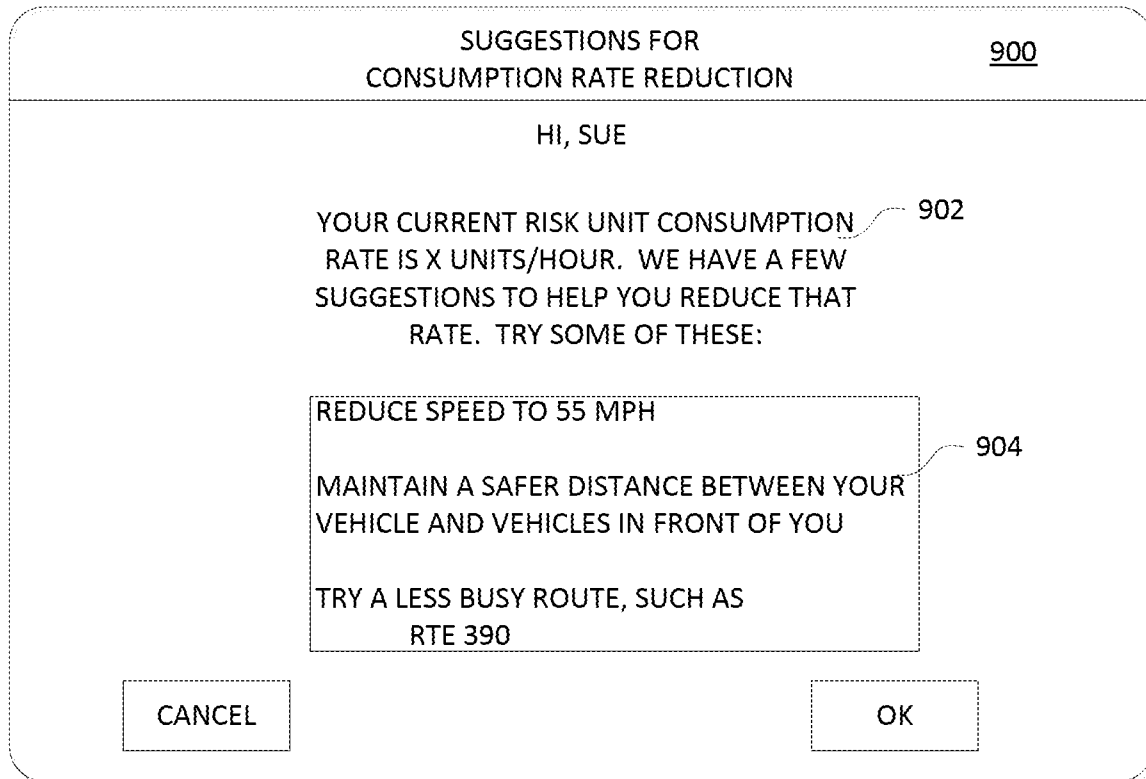 SUGGESTIONS FOR
CONSUMPTION RATE REDUCTION
900
HI, SUE
YOUR CURRENT RISK UNIT CONSUMPTION
902
RATE IS X UNITS/HOUR.  WE HAVE A FEW
SUGGESTIONS TO HELP YOU REDUCE THAT
RATE.  TRY SOME OF THESE:
REDUCE SPEED TO 55 MPH
904
MAINTAIN A SAFER DISTANCE BETWEEN YOUR
VEHICLE AND VEHICLES IN FRONT OF YOU
TRY A LESS BUSY ROUTE, SUCH AS
RTE 390
CANCEL
OK